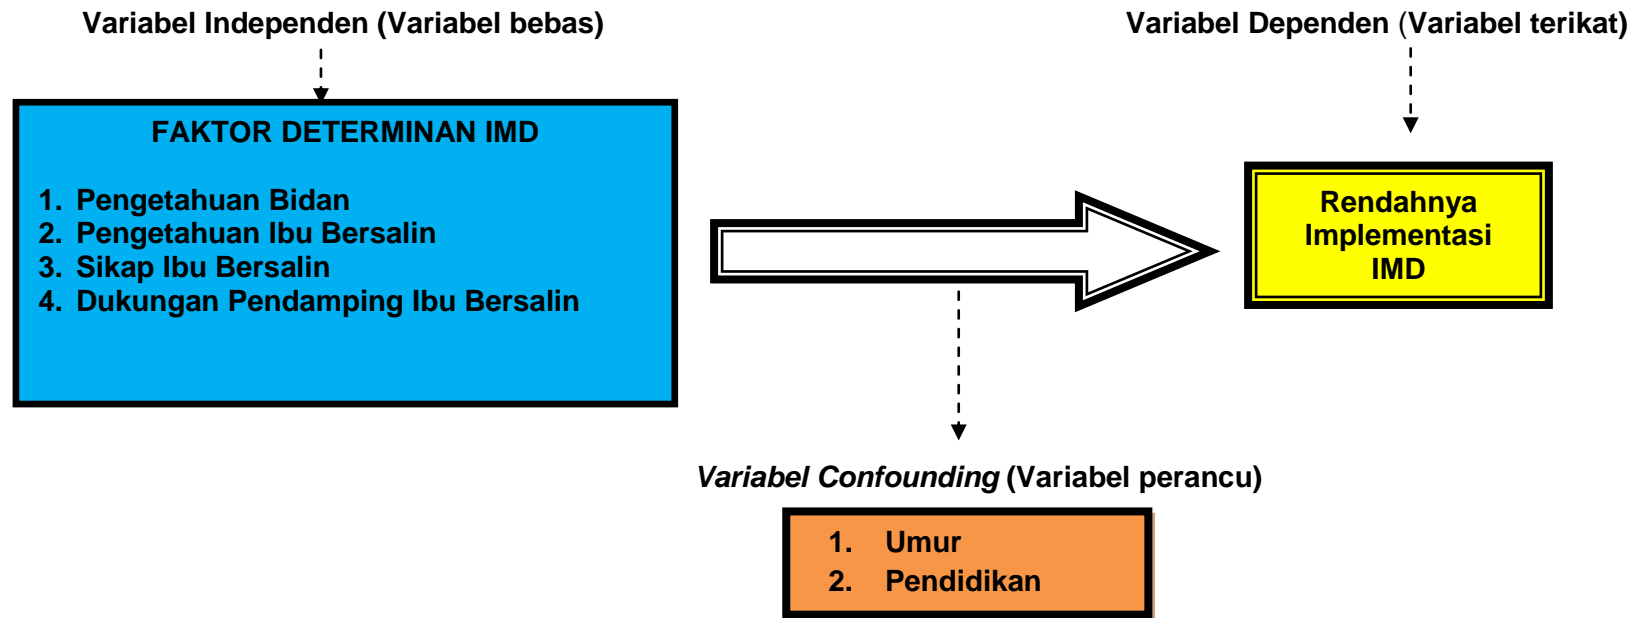 Variabel Independen (Variabel bebas)
Variabel Dependen (Variabel terikat)
FAKTOR DETERMINAN IMD
1. Pengetahuan Bidan
2. Pengetahuan Ibu Bersalin
3. Sikap Ibu Bersalin
4. Dukungan Pendamping Ibu Bersalin
Rendahnya
Implementasi
IMD
Variabel Confounding (Variabel perancu)
1. Umur
2. Pendidikan